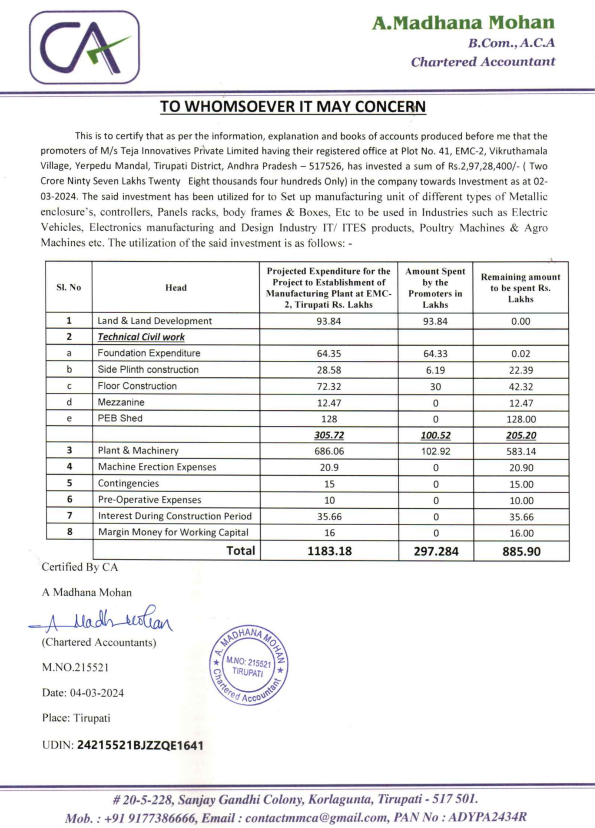 CA
A.Madhana Mohan
B.Com., A.C.A
Chartered Accountant
TO WHOMSOEVER IT MAY CONCERN
This is to certify that as per the information, explanation and books of accounts produced before me that the
promoters of M/s Teja Innovatives Private Limited having their registered office at Plot No. 41, EMC-2, Vikruthamala
Village, Yerpedu Mandal, Tirupati District, Andhra Pradesh – 517526, has invested a sum of Rs.2,97,28,400/- ( Two
Crore Ninty Seven Lakhs Twenty Eight thousands four hundreds Only) in the company towards Investment as at 02-
03-2024. The said investment has been utilized for to Set up manufacturing unit of different types of Metallic
enclosure's, controllers, Panels racks, body frames & Boxes, Etc to be used in Industries such as Electric
Vehicles, Electronics manufacturing and Design Industry IT/ ITES products, Poultry Machines & Agro
Machines etc. The utilization of the said investment is as follows: -
Sl. No Head Projected Expenditure for the Project to Establishment of Manufacturing Plant at EMC-2, Tirupati Rs. Lakhs Amount Spent by the Promoters in Lakhs Remaining amount to be spent Rs. Lakhs
1 Land & Land Development 93.84 93.84 0.00
2 Technical Civil work
a Foundation Expenditure 64.35 64.33 0.02
b Side Plinth construction 28.58 6.19 22.39
c Floor Construction 72.32 30 42.32
d Mezzanine 12.47 0 12.47
e PEB Shed 128 0 128.00
305.72 100.52 205.20
3 Plant & Machinery 686.06 102.92 583.14
4 Machine Erection Expenses 20.9 0 20.90
5 Contingencies 15 0 15.00
6 Pre-Operative Expenses 10 0 10.00
7 Interest During Construction Period 35.66 0 35.66
8 Margin Money for Working Capital 16 0 16.00
Total 1183.18 297.284 885.90
Certified By CA
A Madhana Mohan
A Madhmohan
(Chartered Accountants)
A. MADHANA MOHAN
M.NO: 215521
TIRUPATI
Chartered Accountant
M.NO.215521
Date: 04-03-2024
Place: Tirupati
UDIN: 24215521BJZZQE1641
# 20-5-228, Sanjay Gandhi Colony, Korlagunta, Tirupati - 517 501.
Mob. : +91 9177386666, Email : contactmmca@gmail.com, PAN No : ADYPA2434R